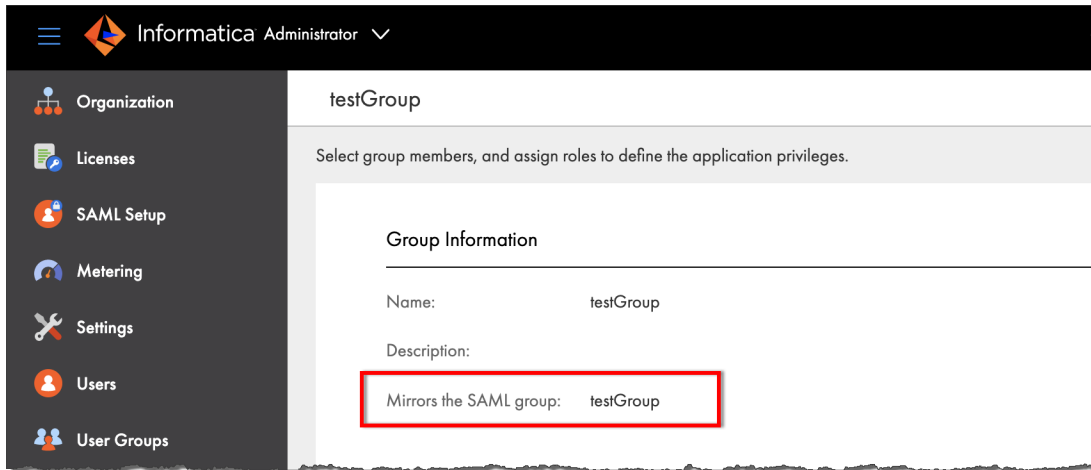 Informatica Administrator
Organization
Licenses
SAML Setup
Metering
Settings
Users
User Groups
testGroup
Select group members, and assign roles to define the application privileges.
Group Information
Name: testGroup
Description:
Mirrors the SAML group: testGroup